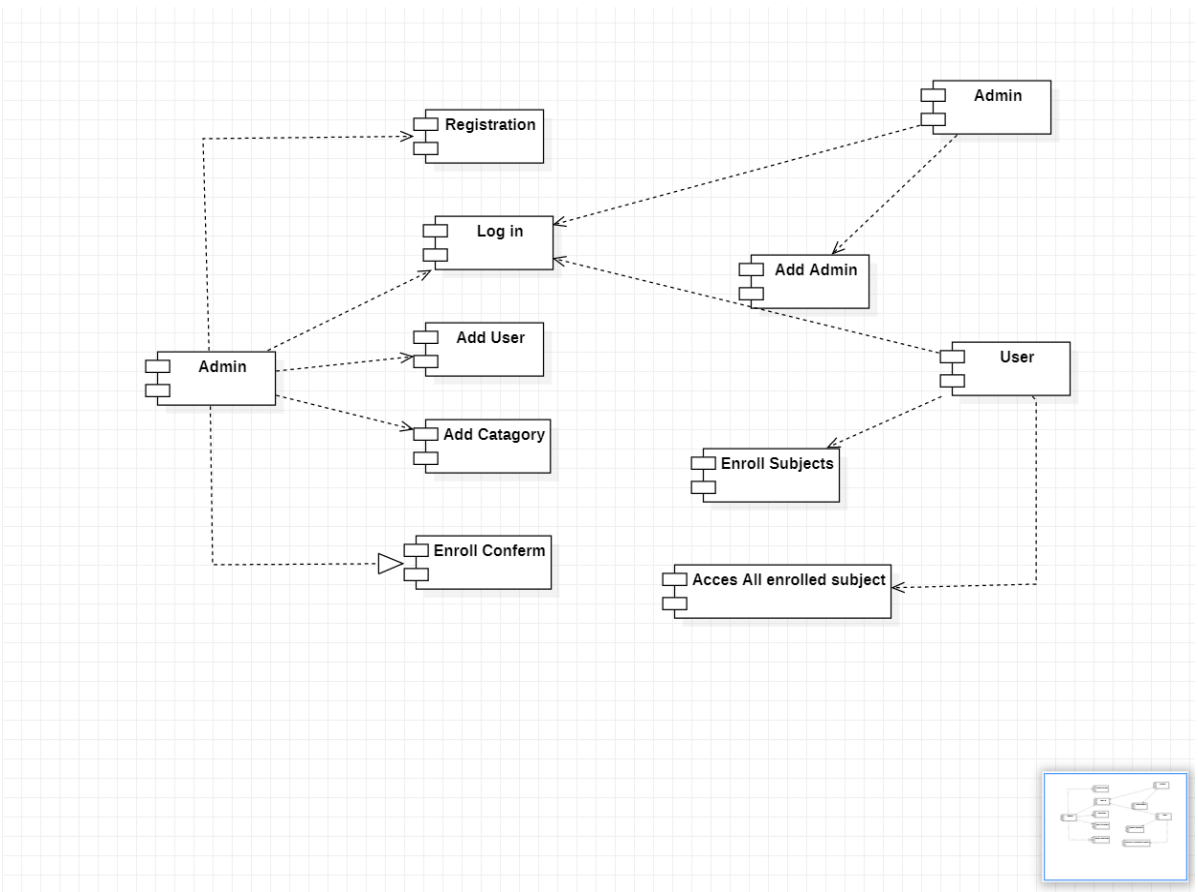 Admin
Registration
Log in
Add Admin
Add User
User
Admin
Add Catagory
Enroll Subjects
Enroll Conferm
Acces All enrolled subject